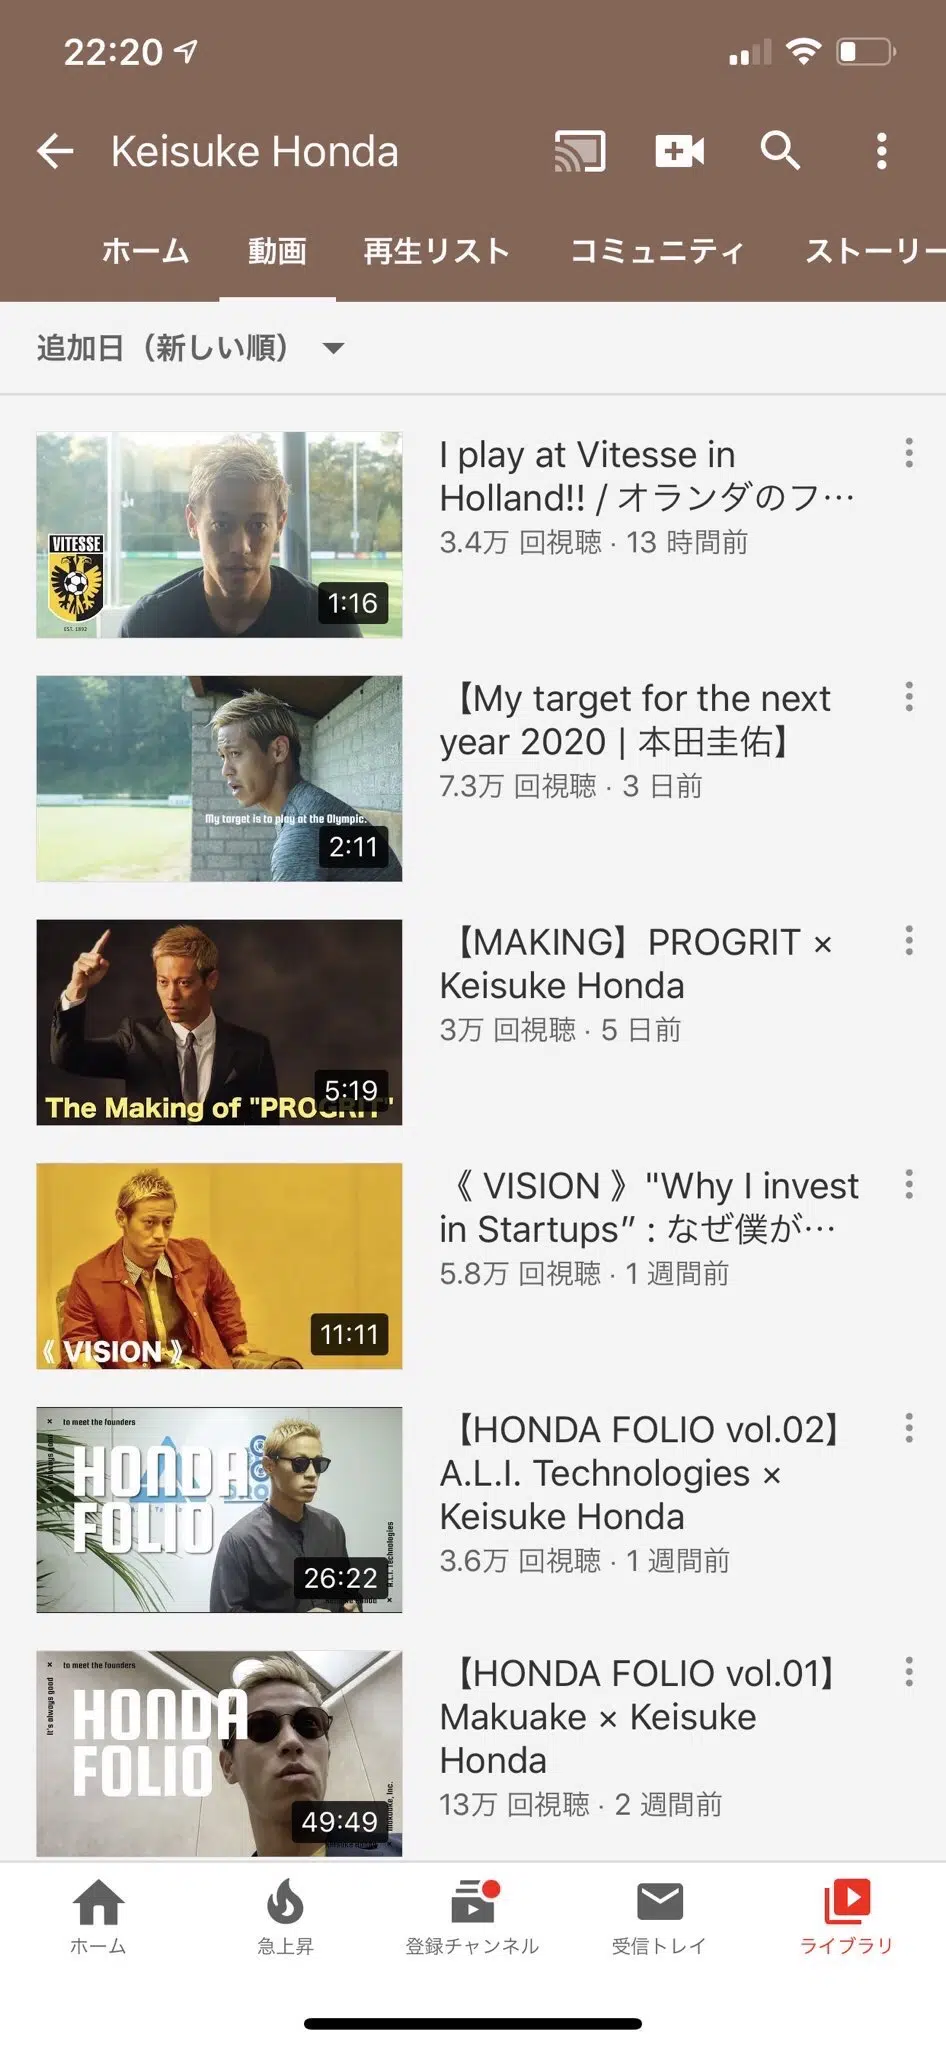 22:20
Keisuke Honda
ホーム
動画
再生リスト
コミュニティ
ストーリー
追加日（新しい順）
VITESSE
EST. 1892
1:16
I play at Vitesse in
Holland!! / オランダのフ…
3.4万 回視聴 · 13 時間前
My target is to play at the Olympic.
2:11
【My target for the next
year 2020 | 本田圭佑】
7.3万 回視聴 · 3 日前
The Making of "PROGRIT"
5:19
【MAKING】PROGRIT ×
Keisuke Honda
3万 回視聴 · 5 日前
《 VISION 》
11:11
《 VISION 》"Why I invest
in Startups” : なぜ僕が…
5.8万 回視聴 · 1 週間前
× to meet the founders
HONDA
FOLIO
A.L.I. Technologies
26:22
【HONDA FOLIO vol.02】
A.L.I. Technologies ×
Keisuke Honda
3.6万 回視聴 · 1 週間前
× to meet the founders
It's always good
HONDA
FOLIO
Makuake, Inc.
49:49
【HONDA FOLIO vol.01】
Makuake × Keisuke
Honda
13万 回視聴 · 2 週間前
ホーム
急上昇
登録チャンネル
受信トレイ
ライブラリ